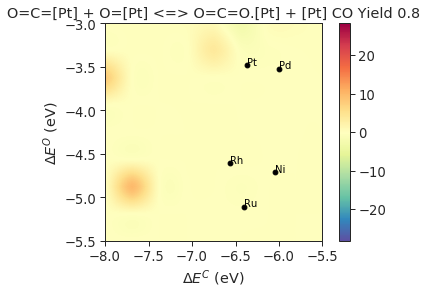 O=C=[Pt] + O=[Pt] <=> O=C=O.[Pt] + [Pt] CO Yield 0.8
−3.0
−3.5
−4.0
−4.5
−5.0
−5.5
ΔE^O (eV)
Pt
Pd
Rh
Ni
Ru
−8.0 −7.5 −7.0 −6.5 −6.0 −5.5
ΔE^C (eV)
20
10
0
−10
−20